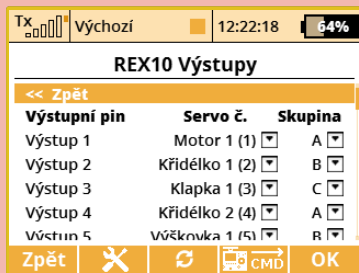 Tx Výchozí 12:22:18 64%
REX10 Výstupy
<< Zpět
Výstupní pin Servo č. Skupina
Výstup 1 Motor 1 (1) A
Výstup 2 Křidélko 1 (2) B
Výstup 3 Klapka 1 (3) C
Výstup 4 Křidélko 2 (4) A
Výstup 5 Výškovka 1 (5) B
Zpět CMD OK